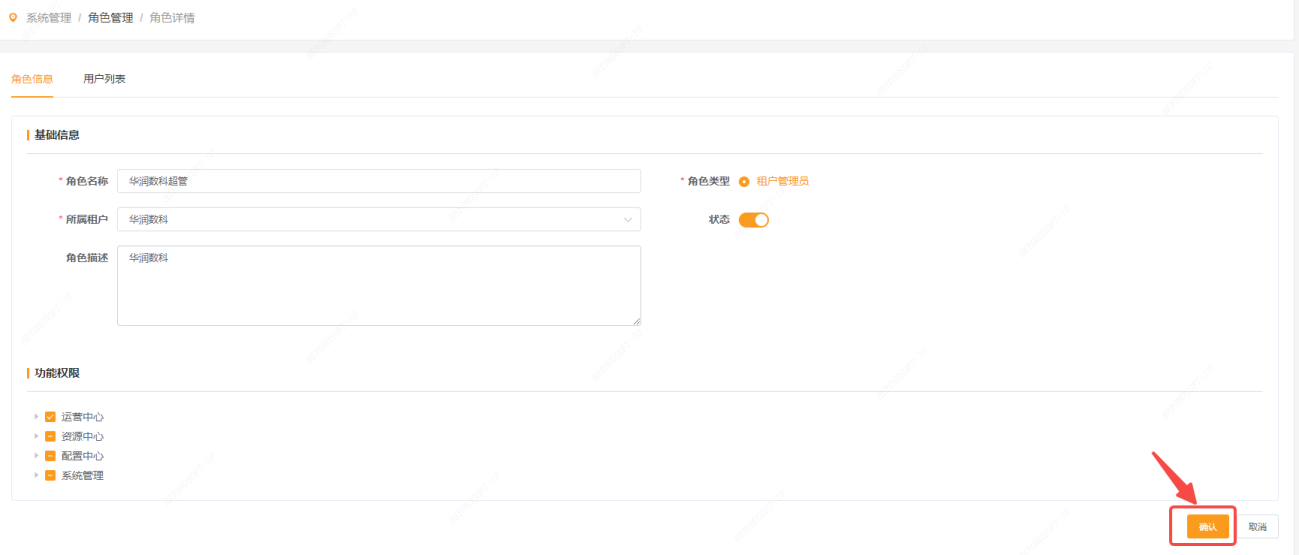 系统管理 / 角色管理 / 角色详情
角色信息 用户列表
基础信息
* 角色名称 华润数科超管
* 角色类型 租户管理员
* 所属租户 华润数科
状态
角色描述 华润数科
功能权限
运营中心
资源中心
配置中心
系统管理
确认 取消